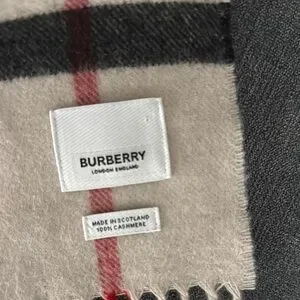 BURBERRY
LONDON ENGLAND
MADE IN SCOTLAND
100% CASHMERE